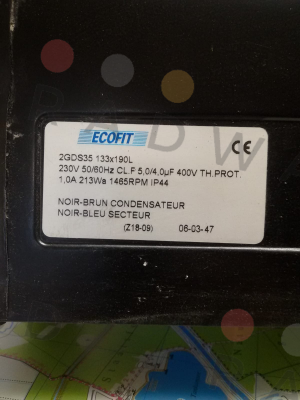 ECOFIT
CE
2GDS35 133x190L
230V 50/60Hz CL.F 5,0/4,0µF 400V TH.PROT.
1,0A 213Wa 1465RPM IP44
NOIR-BRUN CONDENSATEUR
NOIR-BLEU SECTEUR
(Z18-09) 06-03-47